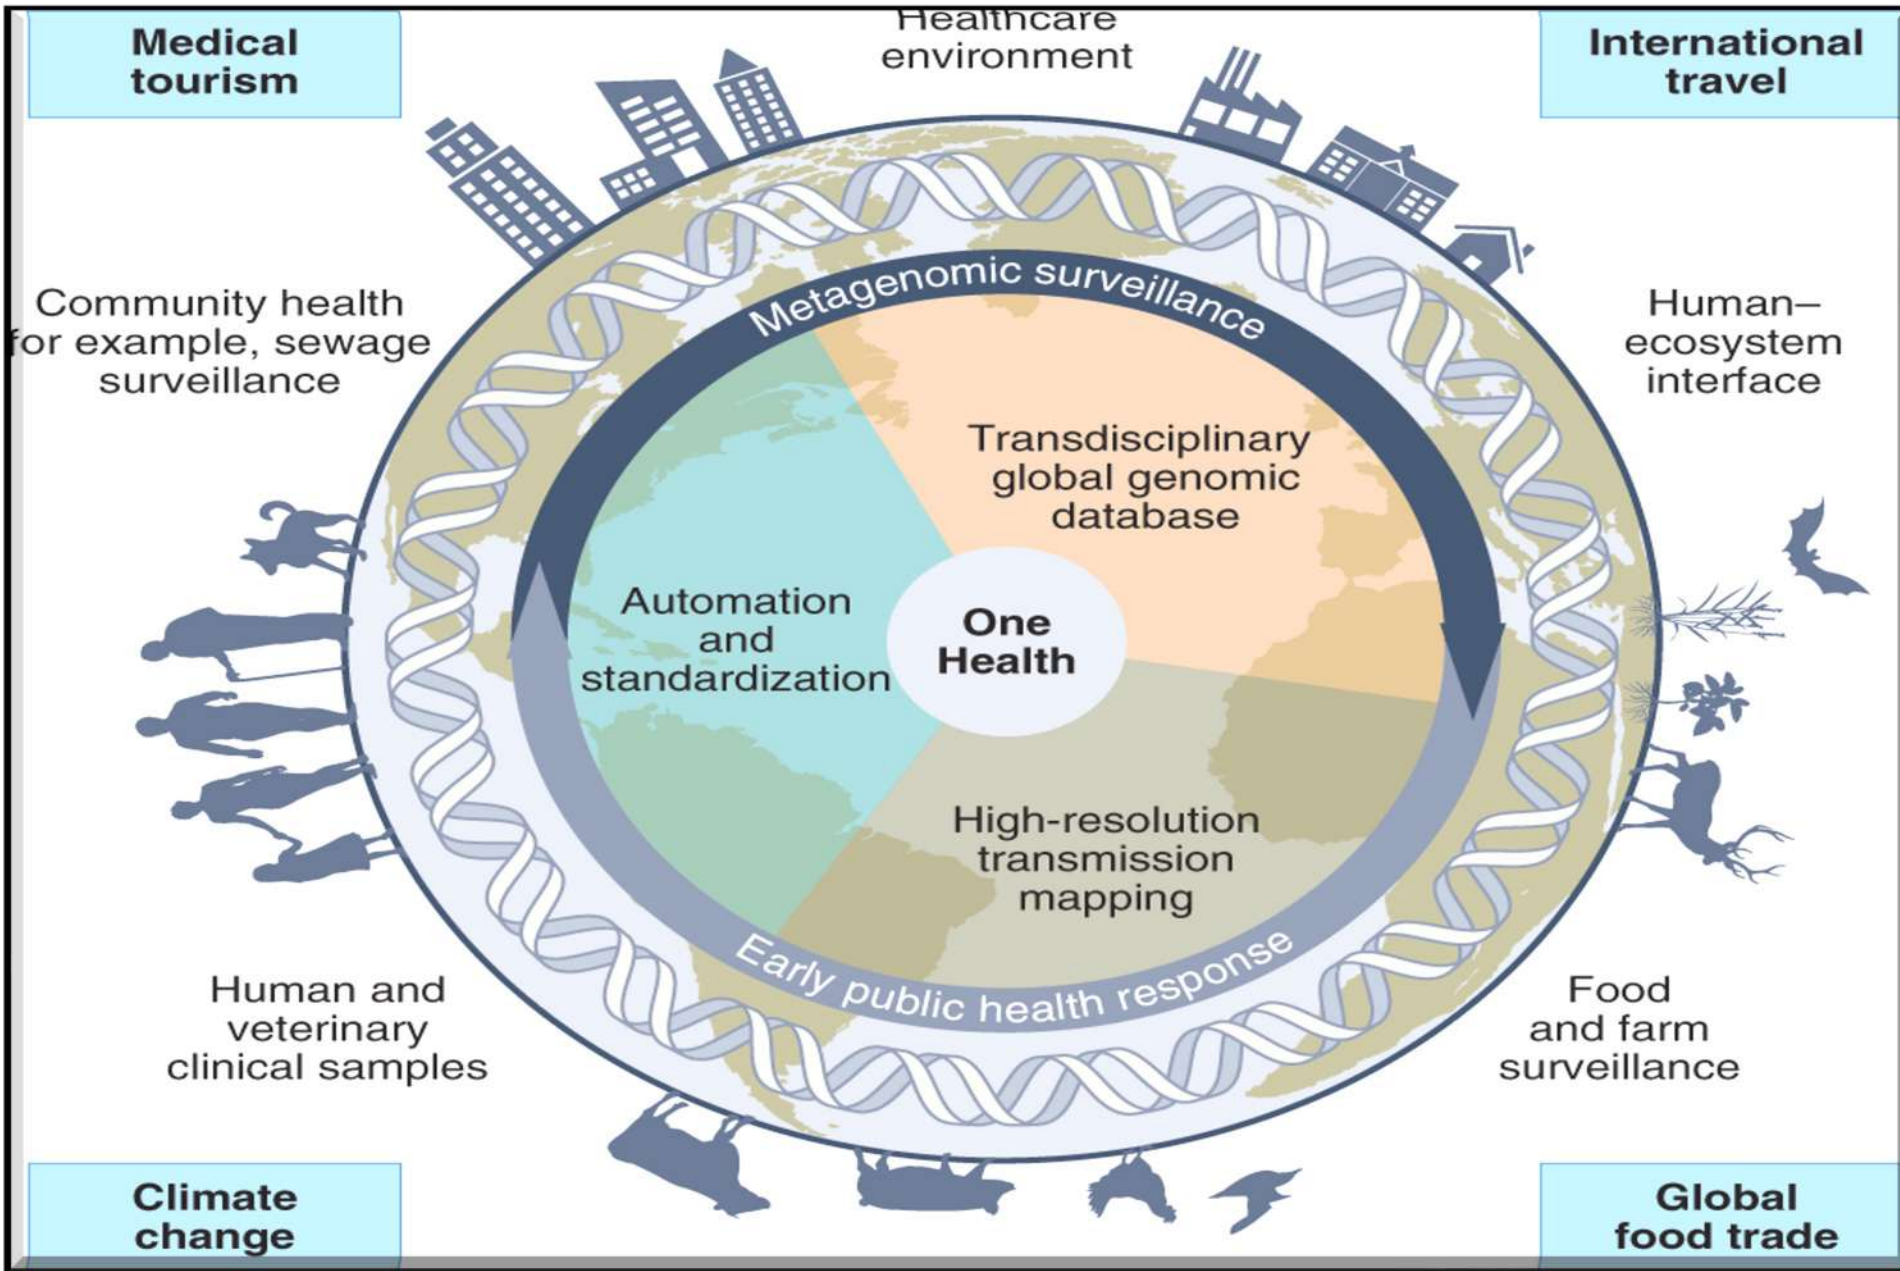 Medical
tourism
Healthcare
environment
International
travel
Community health
for example, sewage
surveillance
Human–
ecosystem
interface
Metagenomic surveillance
Transdisciplinary
global genomic
database
Automation
and
standardization
One
Health
High-resolution
transmission
mapping
Early public health response
Human and
veterinary
clinical samples
Food
and farm
surveillance
Climate
change
Global
food trade